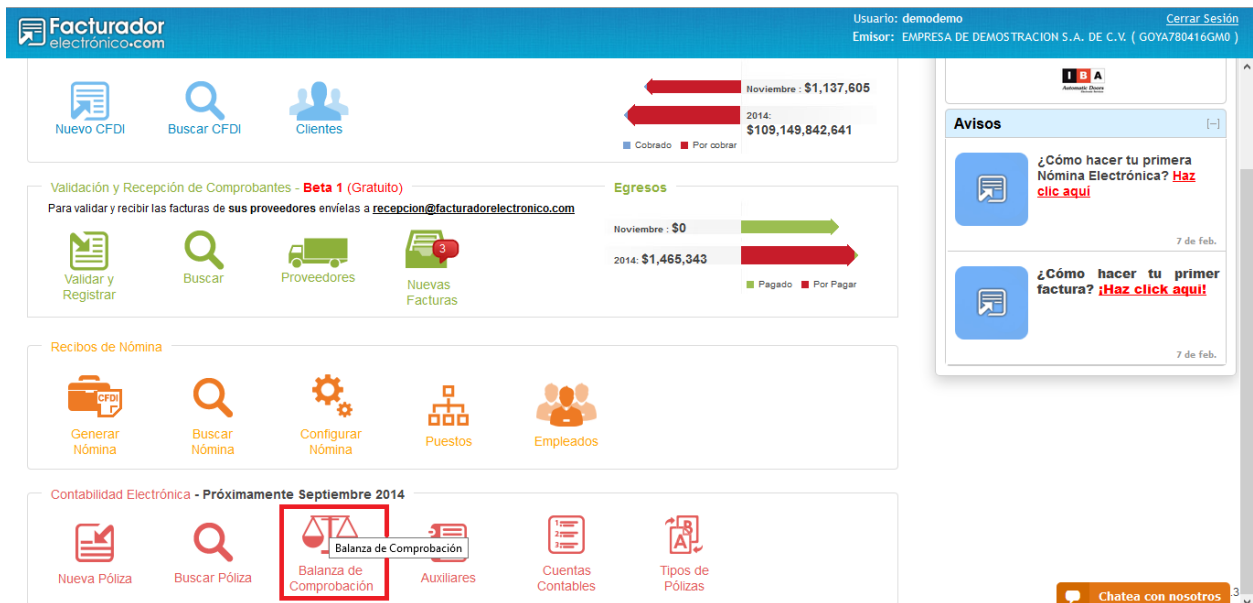 Facturador
electrónico.com
Usuario: demodemo
Cerrar Sesión
Emisor: EMPRESA DE DEMOSTRACION S.A. DE C.V. ( GOYA780416GM0 )
Nuevo CFDI
Buscar CFDI
Clientes
Noviembre : $1,137,605
2014:
$109,149,842,641
Cobrado Por cobrar
IBA
Automatic Doors
Avisos [–]
¿Cómo hacer tu primera
Nómina Electrónica? Haz
clic aqui
7 de feb.
¿Cómo hacer tu primer
factura? ¡Haz click aqui!
7 de feb.
Validación y Recepción de Comprobantes - Beta 1 (Gratuito)
Para validar y recibir las facturas de sus proveedores envíelas a recepcion@facturadorelectronico.com
Validar y
Registrar
Buscar
Proveedores
3
Nuevas
Facturas
Egresos
Noviembre : $0
2014: $1,465,343
Pagado Por Pagar
Recibos de Nómina
CFDI
Generar
Nómina
Buscar
Nómina
Configurar
Nómina
Puestos
Empleados
Contabilidad Electrónica - Próximamente Septiembre 2014
Nueva Póliza
Buscar Póliza
Balanza de
Comprobación
Balanza de Comprobación
Auxiliares
1
2
3
Cuentas
Contables
B
A
Tipos de
Pólizas
Chatea con nosotros